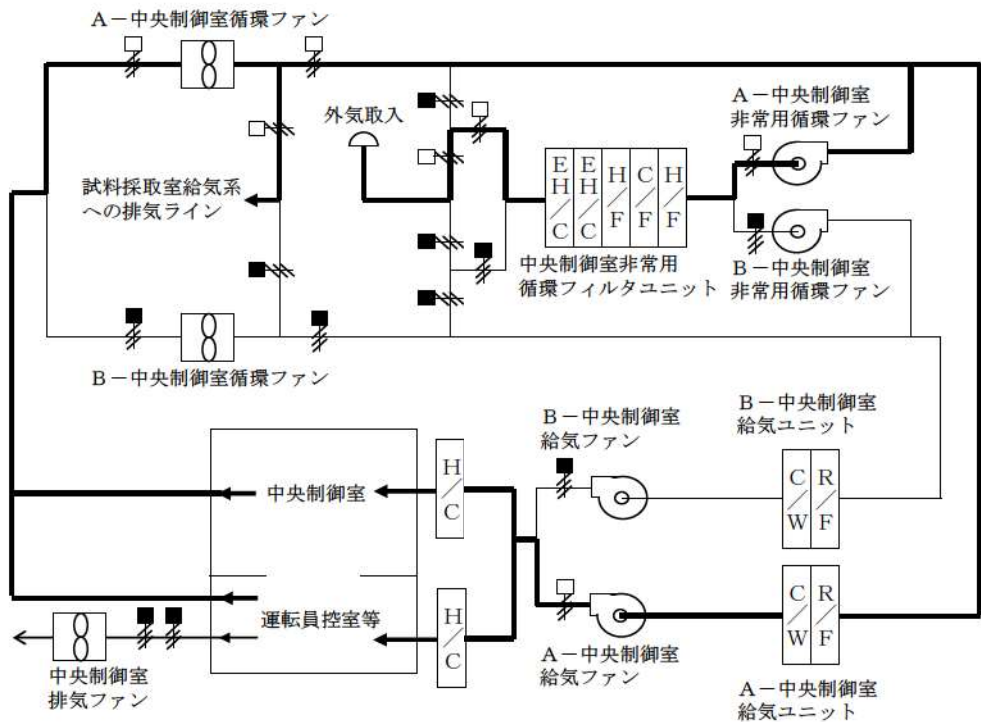 A－中央制御室循環ファン
外気取入
A－中央制御室
非常用循環ファン
試料採取室給気系
への排気ライン
EH/C
EH/C
H/F
C/F
H/F
中央制御室非常用
循環フィルタユニット
B－中央制御室
非常用循環ファン
B－中央制御室循環ファン
B－中央制御室
給気ファン
B－中央制御室
給気ユニット
中央制御室
H/C
C/W
R/F
運転員控室等
H/C
C/W
R/F
中央制御室
排気ファン
A－中央制御室
給気ファン
A－中央制御室
給気ユニット